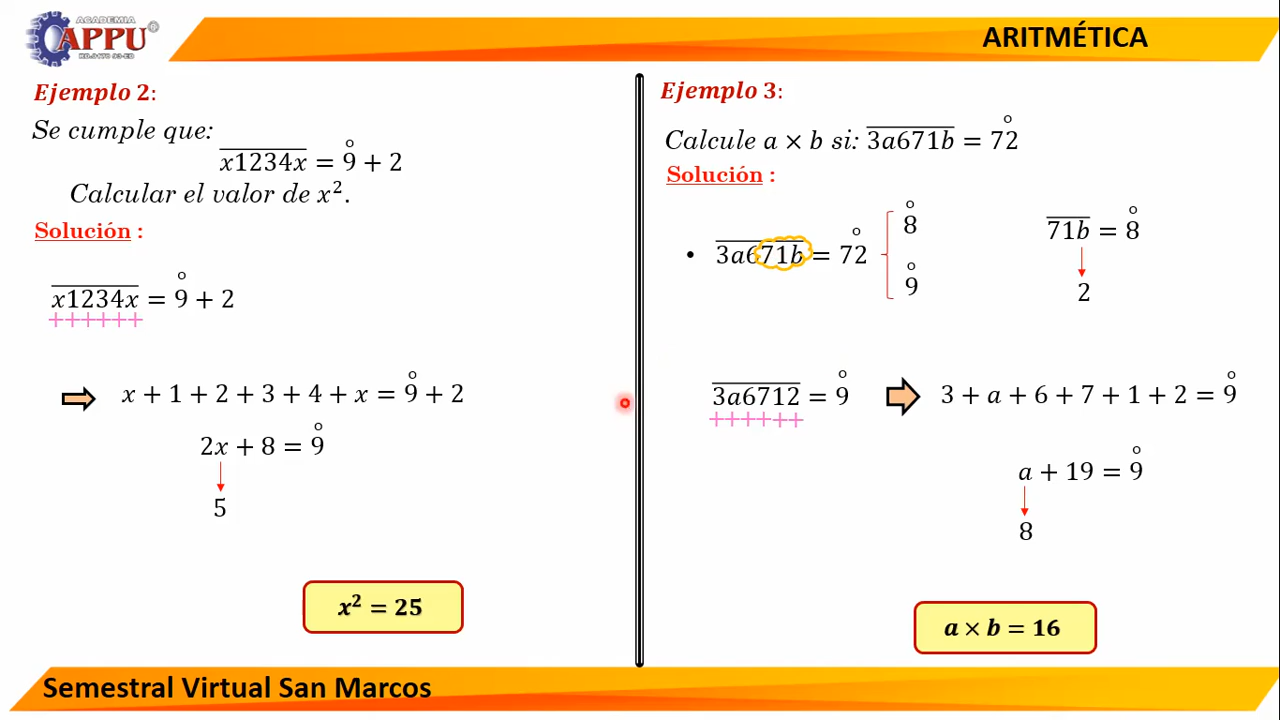 ACADEMIA
APPU®
ARITMÉTICA
Ejemplo 2:
Se cumple que:
x1234x = 9 + 2
Calcular el valor de x².
Solución :
x1234x = 9 + 2
++++++
x + 1 + 2 + 3 + 4 + x = 9 + 2
2x + 8 = 9
5
x² = 25
Ejemplo 3:
Calcule a × b si: 3a671b = 72
Solución :
• 3a671b = 72
8
9
71b = 8
2
3a6712 = 9
++++++
3 + a + 6 + 7 + 1 + 2 = 9
a + 19 = 9
8
a × b = 16
Semestral Virtual San Marcos